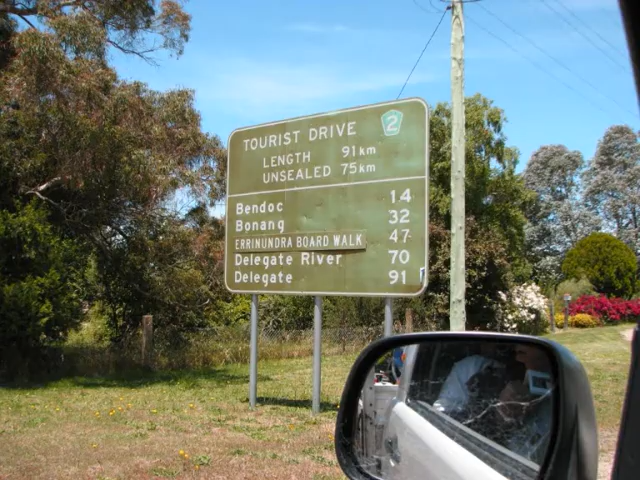 TOURIST DRIVE 2
LENGTH 91km
UNSEALED 75km
Bendoc 14
Bonang 32
ERRINUNDRA BOARD WALK 47
Delegate River 70
Delegate 91